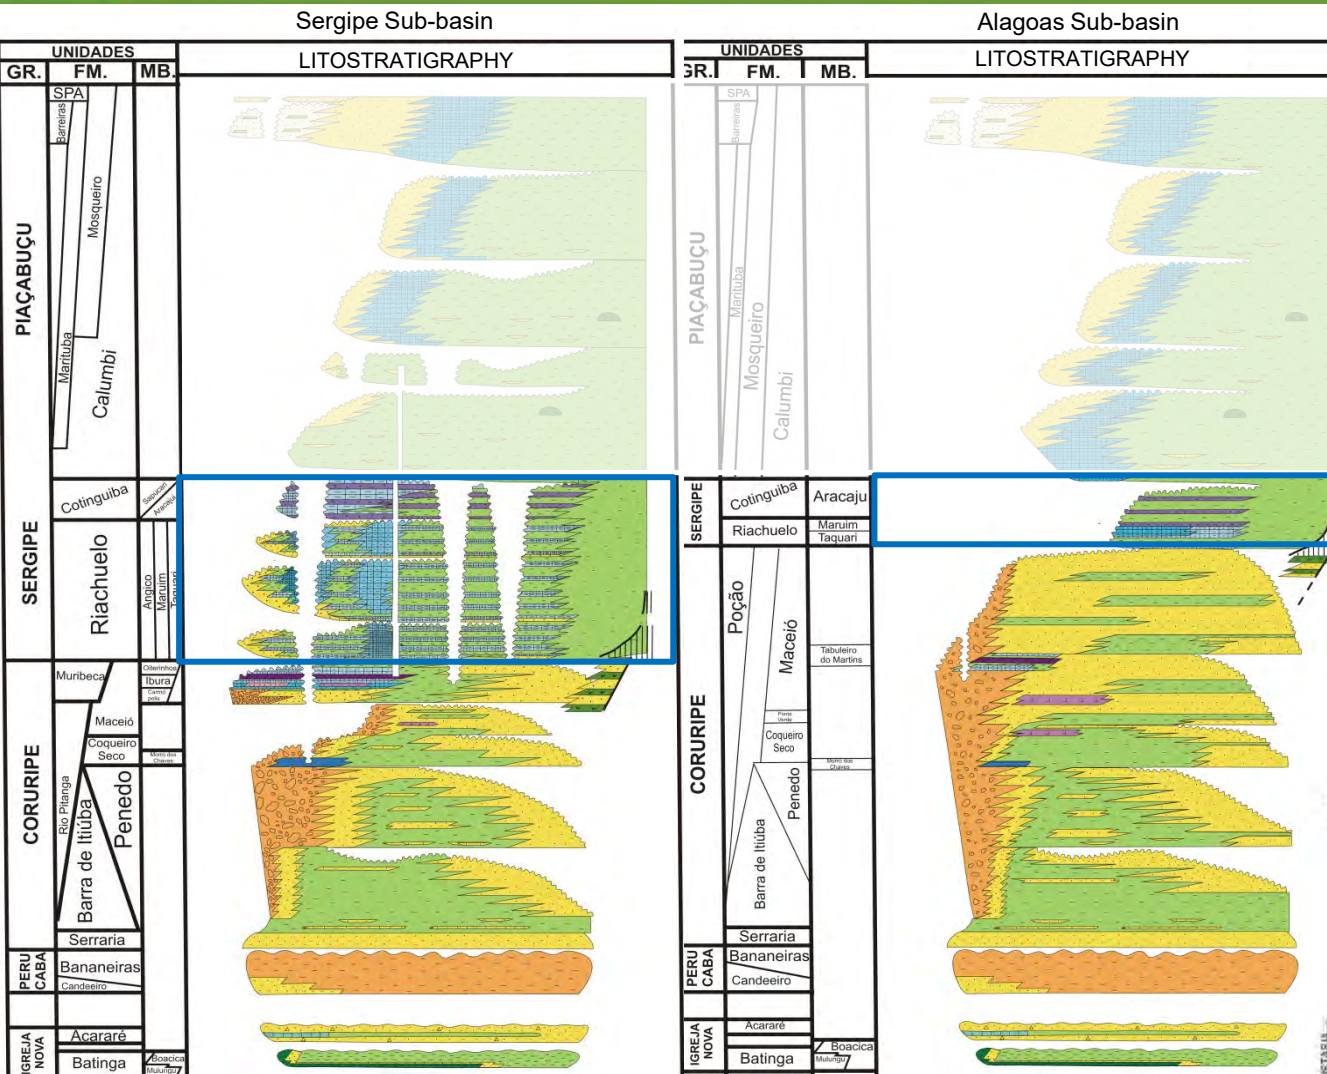 Sergipe Sub-basin
Alagoas Sub-basin
UNIDADES
LITOSTRATIGRAPHY
GR.
FM.
MB.
SPA
Barreiras
Mosqueiro
PIAÇABUÇU
Marituba
Calumbi
Cotinguiba
Sapucari
Aracaju
SERGIPE
Riachuelo
Angico
Maruim
Taquari
Muribeca
Oiterinhos
Ibura
Carmópolis
Maceió
Coqueiro
Seco
Morro dos
Chaves
CORURIPE
Rio Pitanga
Barra de Itiúba
Penedo
Serraria
PERU
CABA
Bananeiras
Candeeiro
IGREJA
NOVA
Acararé
Batinga
Boacica
Mulungu
UNIDADES
LITOSTRATIGRAPHY
GR.
FM.
MB.
SPA
Barreiras
PIAÇABUÇU
Marituba
Mosqueiro
Calumbi
SERGIPE
Cotinguiba
Aracaju
Riachuelo
Maruim
Taquari
Poção
Maceió
Tabuleiro
do Martins
Ponta
Verde
Coqueiro
Seco
Morro dos
Chaves
CORURIPE
Penedo
Barra de Itiúba
Serraria
PERU
CABA
Bananeiras
Candeeiro
IGREJA
NOVA
Acararé
Batinga
Boacica
Mulungu